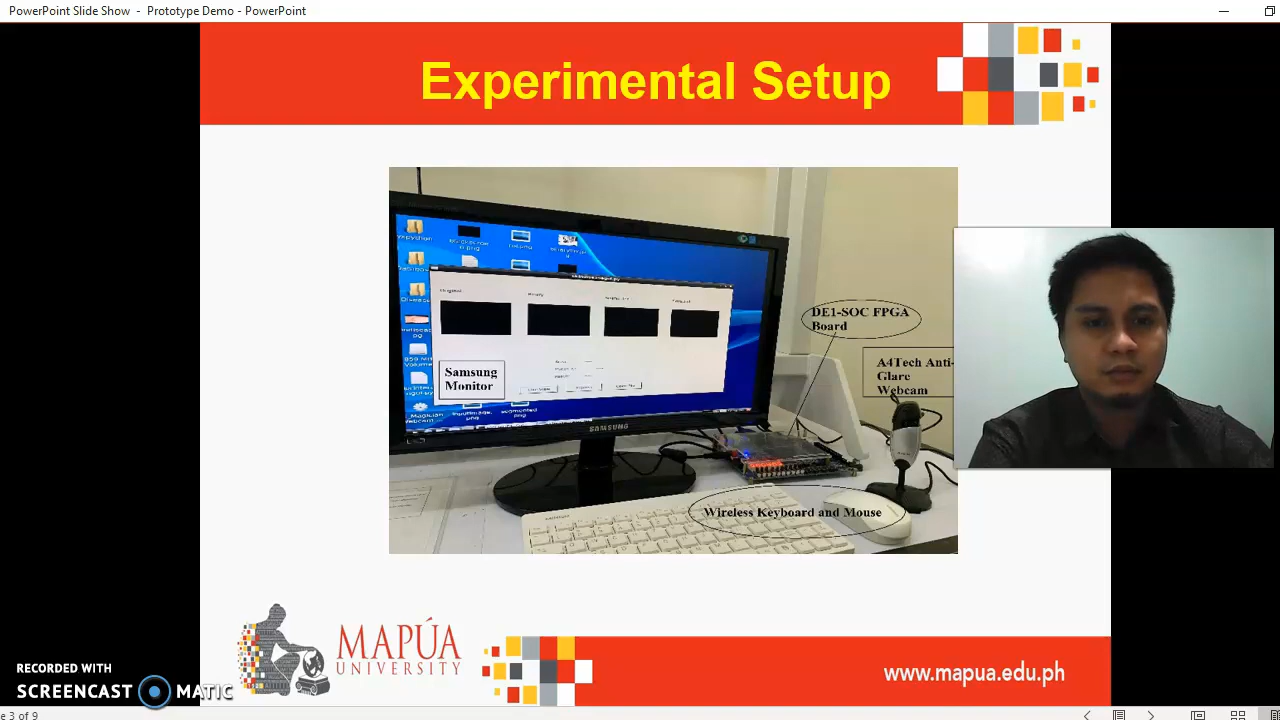 PowerPoint Slide Show - Prototype Demo - PowerPoint
Experimental Setup
DE1-SOC FPGA
Board
A4Tech Anti-
Glare
Webcam
Samsung
Monitor
SAMSUNG
Wireless Keyboard and Mouse
MAPÚA
UNIVERSITY
www.mapua.edu.ph
RECORDED WITH
SCREENCAST MATIC
e 3 of 9